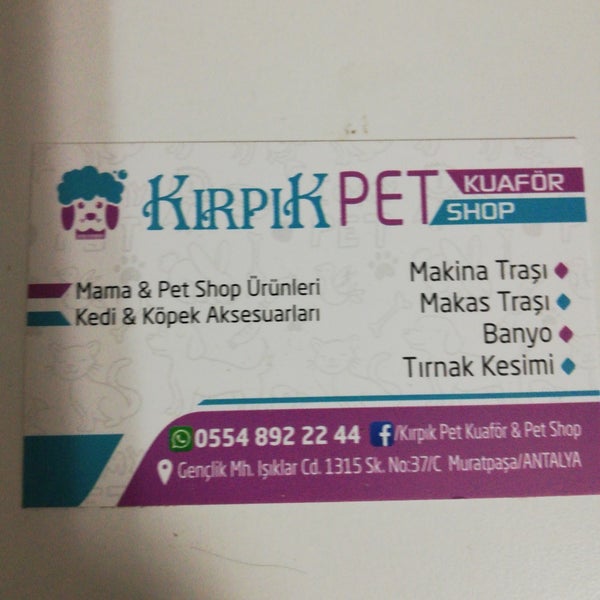 KIRPIK PET KUAFÖR
SHOP
Mama & Pet Shop Ürünleri
Kedi & Köpek Aksesuarları
Makina Traşı
Makas Traşı
Banyo
Tırnak Kesimi
0554 892 22 44 f/Kırpık Pet Kuaför & Pet Shop
Gençlik Mh. Işıklar Cd. 1315 Sk. No:37/C Muratpaşa/ANTALYA